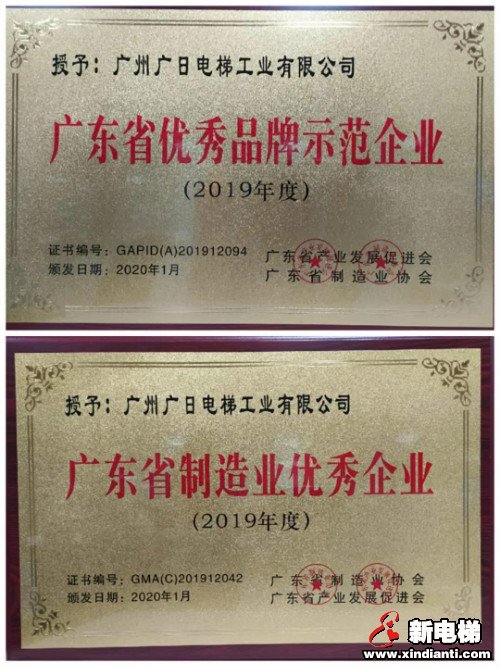 授予：广州广日电梯工业有限公司
广东省优秀品牌示范企业
(2019年度)
证书编号：GAPID(A)201912094
颁发日期：2020年1月
广东省产业发展促进会
广东省制造业协会
授予：广州广日电梯工业有限公司
广东省制造业优秀企业
(2019年度)
证书编号：GMA(C)201912042
颁发日期：2020年1月
广东省制造业协会
广东省产业发展促进会
新电梯
www.xindianti.com